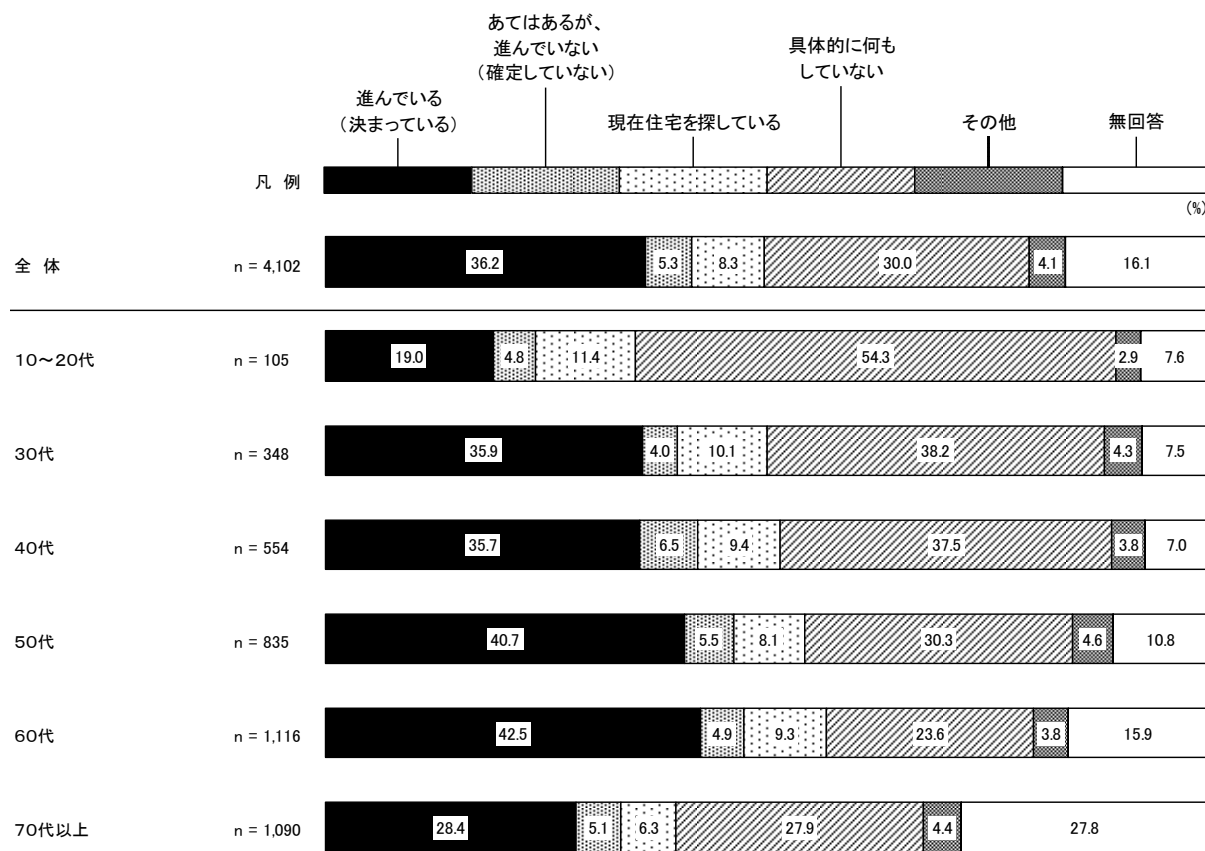 あてはあるが、
進んでいない
（確定していない）
具体的に何も
していない
進んでいる
（決まっている）
現在住宅を探している
その他
無回答
凡 例
(%)
全 体 n = 4,102 36.2 5.3 8.3 30.0 4.1 16.1
10～20代 n = 105 19.0 4.8 11.4 54.3 2.9 7.6
30代 n = 348 35.9 4.0 10.1 38.2 4.3 7.5
40代 n = 554 35.7 6.5 9.4 37.5 3.8 7.0
50代 n = 835 40.7 5.5 8.1 30.3 4.6 10.8
60代 n = 1,116 42.5 4.9 9.3 23.6 3.8 15.9
70代以上 n = 1,090 28.4 5.1 6.3 27.9 4.4 27.8